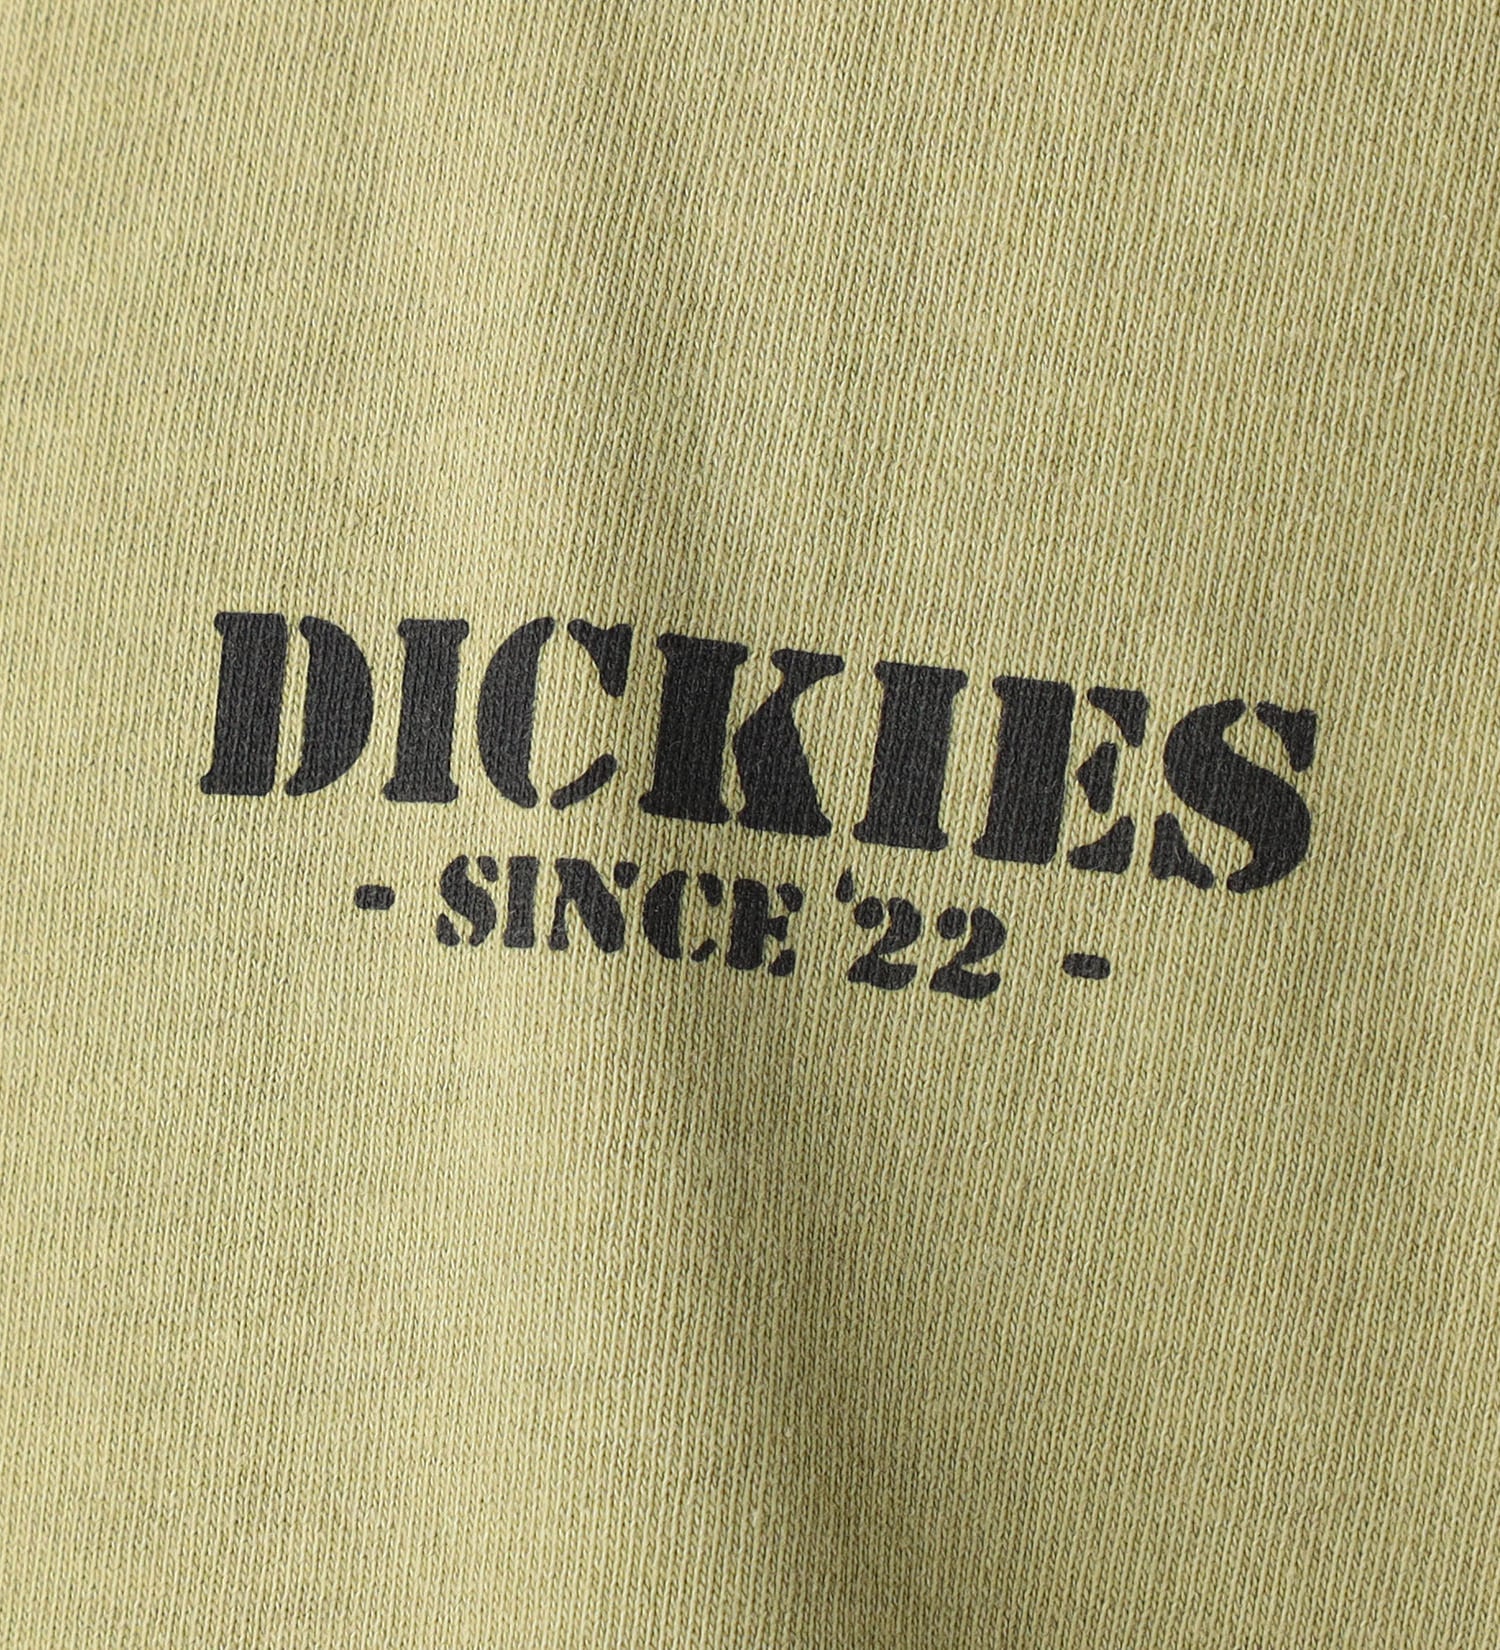 DICKIES
- SINCE '22 -